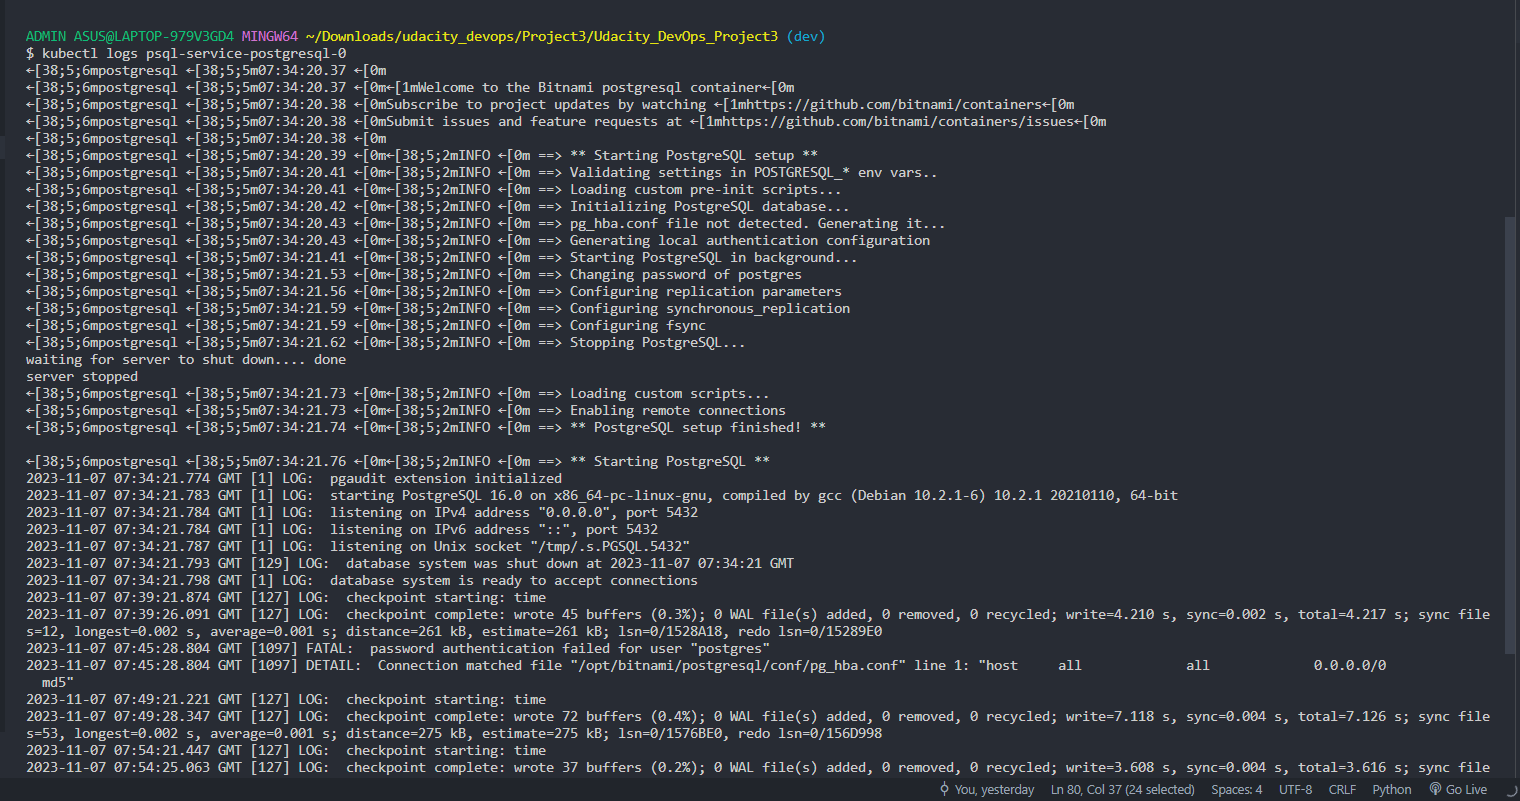 ADMIN ASUS@LAPTOP-979V3GD4 MINGW64 ~/Downloads/udacity_devops/Project3/Udacity_DevOps_Project3 (dev)
$ kubectl logs psql-service-postgresql-0
←[38;5;6mpostgresql ←[38;5;5m07:34:20.37 ←[0m
←[38;5;6mpostgresql ←[38;5;5m07:34:20.37 ←[0m←[1mWelcome to the Bitnami postgresql container←[0m
←[38;5;6mpostgresql ←[38;5;5m07:34:20.38 ←[0mSubscribe to project updates by watching ←[1mhttps://github.com/bitnami/containers←[0m
←[38;5;6mpostgresql ←[38;5;5m07:34:20.38 ←[0mSubmit issues and feature requests at ←[1mhttps://github.com/bitnami/containers/issues←[0m
←[38;5;6mpostgresql ←[38;5;5m07:34:20.38 ←[0m
←[38;5;6mpostgresql ←[38;5;5m07:34:20.39 ←[0m←[38;5;2mINFO ←[0m ==> ** Starting PostgreSQL setup **
←[38;5;6mpostgresql ←[38;5;5m07:34:20.41 ←[0m←[38;5;2mINFO ←[0m ==> Validating settings in POSTGRESQL_* env vars..
←[38;5;6mpostgresql ←[38;5;5m07:34:20.41 ←[0m←[38;5;2mINFO ←[0m ==> Loading custom pre-init scripts...
←[38;5;6mpostgresql ←[38;5;5m07:34:20.42 ←[0m←[38;5;2mINFO ←[0m ==> Initializing PostgreSQL database...
←[38;5;6mpostgresql ←[38;5;5m07:34:20.43 ←[0m←[38;5;2mINFO ←[0m ==> pg_hba.conf file not detected. Generating it...
←[38;5;6mpostgresql ←[38;5;5m07:34:20.43 ←[0m←[38;5;2mINFO ←[0m ==> Generating local authentication configuration
←[38;5;6mpostgresql ←[38;5;5m07:34:21.41 ←[0m←[38;5;2mINFO ←[0m ==> Starting PostgreSQL in background...
←[38;5;6mpostgresql ←[38;5;5m07:34:21.53 ←[0m←[38;5;2mINFO ←[0m ==> Changing password of postgres
←[38;5;6mpostgresql ←[38;5;5m07:34:21.56 ←[0m←[38;5;2mINFO ←[0m ==> Configuring replication parameters
←[38;5;6mpostgresql ←[38;5;5m07:34:21.59 ←[0m←[38;5;2mINFO ←[0m ==> Configuring synchronous_replication
←[38;5;6mpostgresql ←[38;5;5m07:34:21.59 ←[0m←[38;5;2mINFO ←[0m ==> Configuring fsync
←[38;5;6mpostgresql ←[38;5;5m07:34:21.62 ←[0m←[38;5;2mINFO ←[0m ==> Stopping PostgreSQL...
waiting for server to shut down.... done
server stopped
←[38;5;6mpostgresql ←[38;5;5m07:34:21.73 ←[0m←[38;5;2mINFO ←[0m ==> Loading custom scripts...
←[38;5;6mpostgresql ←[38;5;5m07:34:21.73 ←[0m←[38;5;2mINFO ←[0m ==> Enabling remote connections
←[38;5;6mpostgresql ←[38;5;5m07:34:21.74 ←[0m←[38;5;2mINFO ←[0m ==> ** PostgreSQL setup finished! **
←[38;5;6mpostgresql ←[38;5;5m07:34:21.76 ←[0m←[38;5;2mINFO ←[0m ==> ** Starting PostgreSQL **
2023-11-07 07:34:21.774 GMT [1] LOG:  pgaudit extension initialized
2023-11-07 07:34:21.783 GMT [1] LOG:  starting PostgreSQL 16.0 on x86_64-pc-linux-gnu, compiled by gcc (Debian 10.2.1-6) 10.2.1 20210110, 64-bit
2023-11-07 07:34:21.784 GMT [1] LOG:  listening on IPv4 address "0.0.0.0", port 5432
2023-11-07 07:34:21.784 GMT [1] LOG:  listening on IPv6 address "::", port 5432
2023-11-07 07:34:21.787 GMT [1] LOG:  listening on Unix socket "/tmp/.s.PGSQL.5432"
2023-11-07 07:34:21.793 GMT [129] LOG:  database system was shut down at 2023-11-07 07:34:21 GMT
2023-11-07 07:34:21.798 GMT [1] LOG:  database system is ready to accept connections
2023-11-07 07:39:21.874 GMT [127] LOG:  checkpoint starting: time
2023-11-07 07:39:26.091 GMT [127] LOG:  checkpoint complete: wrote 45 buffers (0.3%); 0 WAL file(s) added, 0 removed, 0 recycled; write=4.210 s, sync=0.002 s, total=4.217 s; sync file
s=12, longest=0.002 s, average=0.001 s; distance=261 kB, estimate=261 kB; lsn=0/1528A18, redo lsn=0/15289E0
2023-11-07 07:45:28.804 GMT [1097] FATAL:  password authentication failed for user "postgres"
2023-11-07 07:45:28.804 GMT [1097] DETAIL:  Connection matched file "/opt/bitnami/postgresql/conf/pg_hba.conf" line 1: "host     all             all             0.0.0.0/0
md5"
2023-11-07 07:49:21.221 GMT [127] LOG:  checkpoint starting: time
2023-11-07 07:49:28.347 GMT [127] LOG:  checkpoint complete: wrote 72 buffers (0.4%); 0 WAL file(s) added, 0 removed, 0 recycled; write=7.118 s, sync=0.004 s, total=7.126 s; sync file
s=53, longest=0.002 s, average=0.001 s; distance=275 kB, estimate=275 kB; lsn=0/1576BE0, redo lsn=0/156D998
2023-11-07 07:54:21.447 GMT [127] LOG:  checkpoint starting: time
2023-11-07 07:54:25.063 GMT [127] LOG:  checkpoint complete: wrote 37 buffers (0.2%); 0 WAL file(s) added, 0 removed, 0 recycled; write=3.608 s, sync=0.004 s, total=3.616 s; sync file
You, yesterday Ln 80, Col 37 (24 selected) Spaces: 4 UTF-8 CRLF Python Go Live